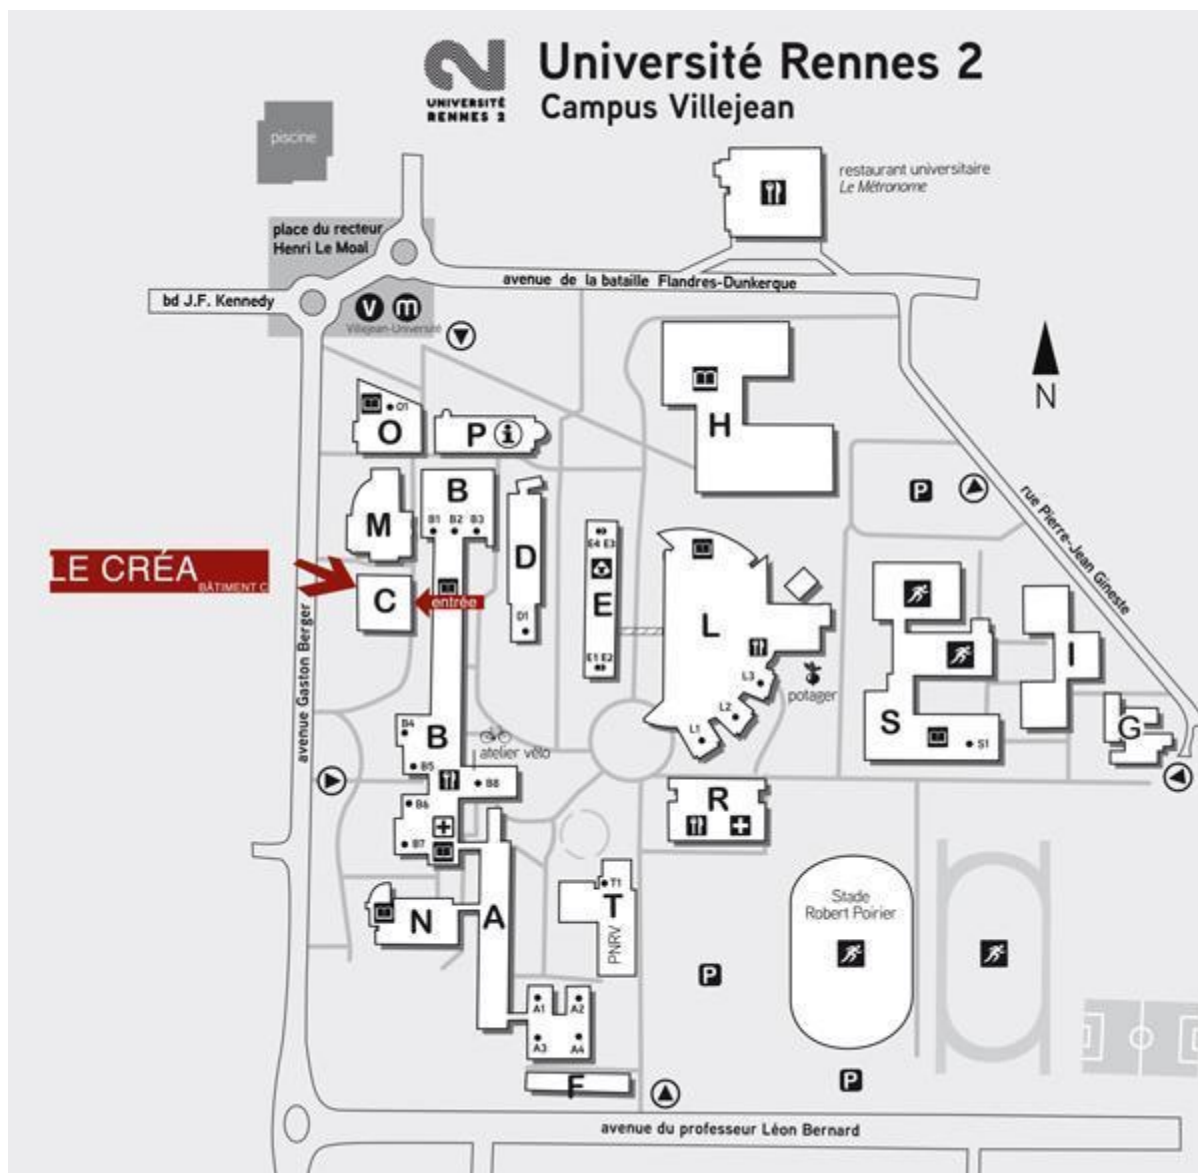 Université Rennes 2
Campus Villejean
UNIVERSITÉ
RENNES 2
piscine
restaurant universitaire
Le Métronome
place du recteur
Henri Le Moal
avenue de la bataille Flandres-Dunkerque
bd J.F. Kennedy
v m
Villejean-Université
N
O1
O
P i
H
B
B1 B2 B3
M
D
D1
E4 E3
E
E1 E2
P
rue Pierre-Jean Gineste
LE CRÉA
BÂTIMENT C
C
entrée
L
L3
L2
L1
potager
I
S
S1
G
avenue Gaston Berger
B4
B
B5
atelier vélo
B8
B6
B7
R
N
A
T1
T
PNRV
Stade
Robert Poirier
P
A1 A2
A3 A4
F
P
avenue du professeur Léon Bernard